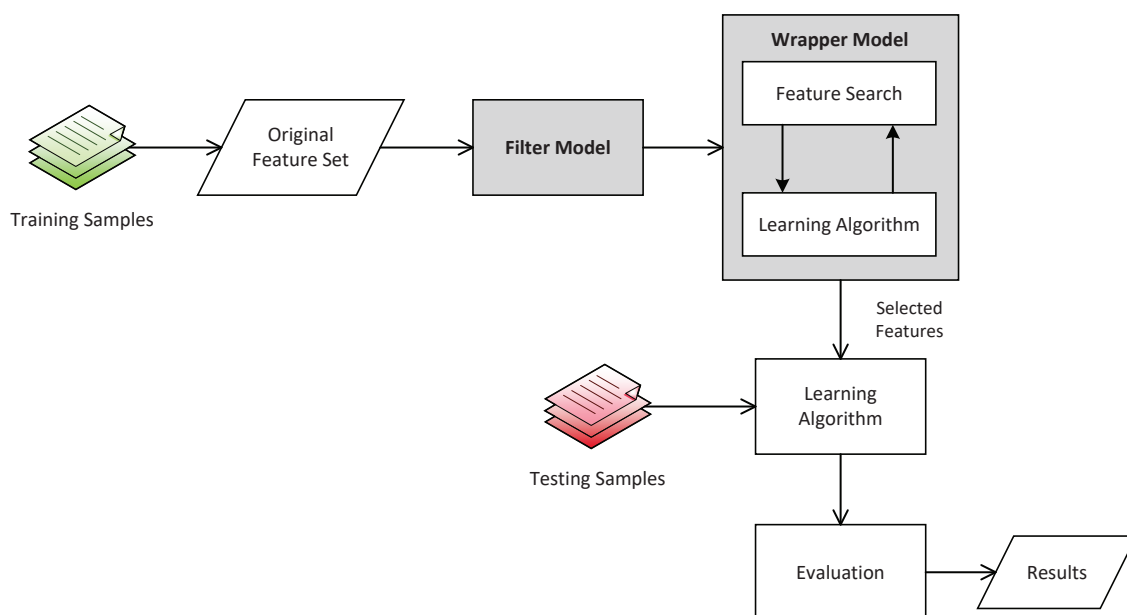 Wrapper Model
Feature Search
Original
Feature Set
Filter Model
Training Samples
Learning Algorithm
Selected
Features
Learning
Algorithm
Testing Samples
Evaluation
Results